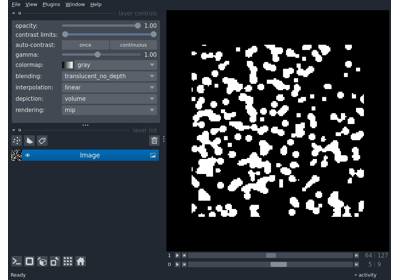 File View Plugins Window Help
layer controls
opacity: 1.00
contrast limits:
auto-contrast: once continuous
gamma: 1.00
colormap: gray
blending: translucent_no_depth
interpolation: linear
depiction: volume
rendering: mip
layer list
Image
1 64 127
0 5 9
Ready activity